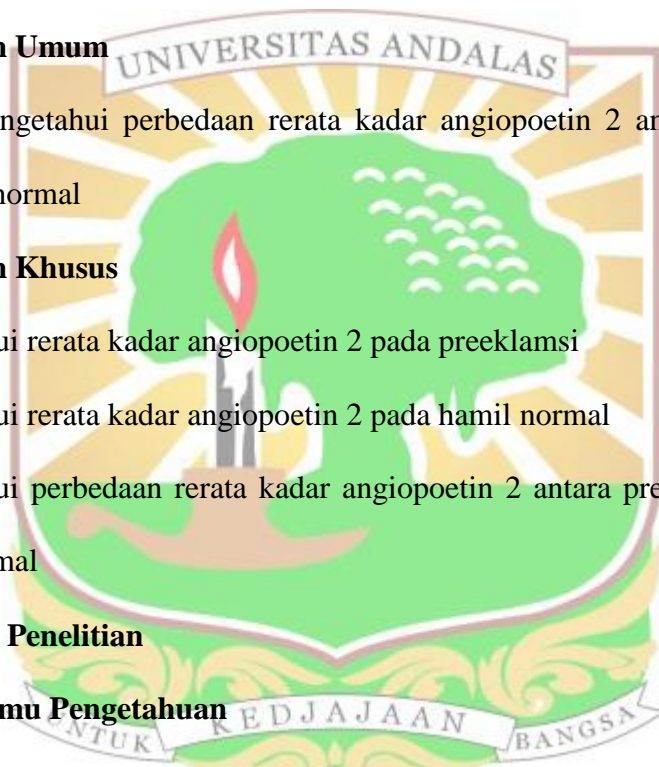 n Umum
UNIVERSITAS ANDALAS
ngetahui perbedaan rerata kadar angiopoetin 2 an
normal
n Khusus
ui rerata kadar angiopoetin 2 pada preeklamsi
ui rerata kadar angiopoetin 2 pada hamil normal
ui perbedaan rerata kadar angiopoetin 2 antara pre
mal
Penelitian
mu Pengetahuan
UNTUK KEDJAJAAN BANGSA